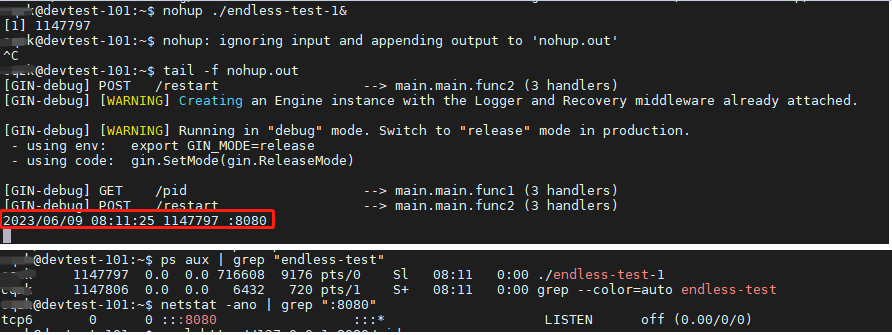 @devtest-101:~$ nohup ./endless-test-1&
[1] 1147797
@devtest-101:~$ nohup: ignoring input and appending output to 'nohup.out'
^C
@devtest-101:~$ tail -f nohup.out
[GIN-debug] POST   /restart                  --> main.main.func2 (3 handlers)
[GIN-debug] [WARNING] Creating an Engine instance with the Logger and Recovery middleware already attached.
[GIN-debug] [WARNING] Running in "debug" mode. Switch to "release" mode in production.
 - using env:   export GIN_MODE=release
 - using code:  gin.SetMode(gin.ReleaseMode)
[GIN-debug] GET    /pid                      --> main.main.func1 (3 handlers)
[GIN-debug] POST   /restart                  --> main.main.func2 (3 handlers)
2023/06/09 08:11:25 1147797 :8080
@devtest-101:~$ ps aux | grep "endless-test"
1147797  0.0  0.0 716608  9176 pts/0    Sl   08:11   0:00 ./endless-test-1
1147806  0.0  0.0   6432   720 pts/1    S+   08:11   0:00 grep --color=auto endless-test
@devtest-101:~$ netstat -ano | grep ":8080"
tcp6       0      0 :::8080                 :::*                    LISTEN      off (0.00/0/0)